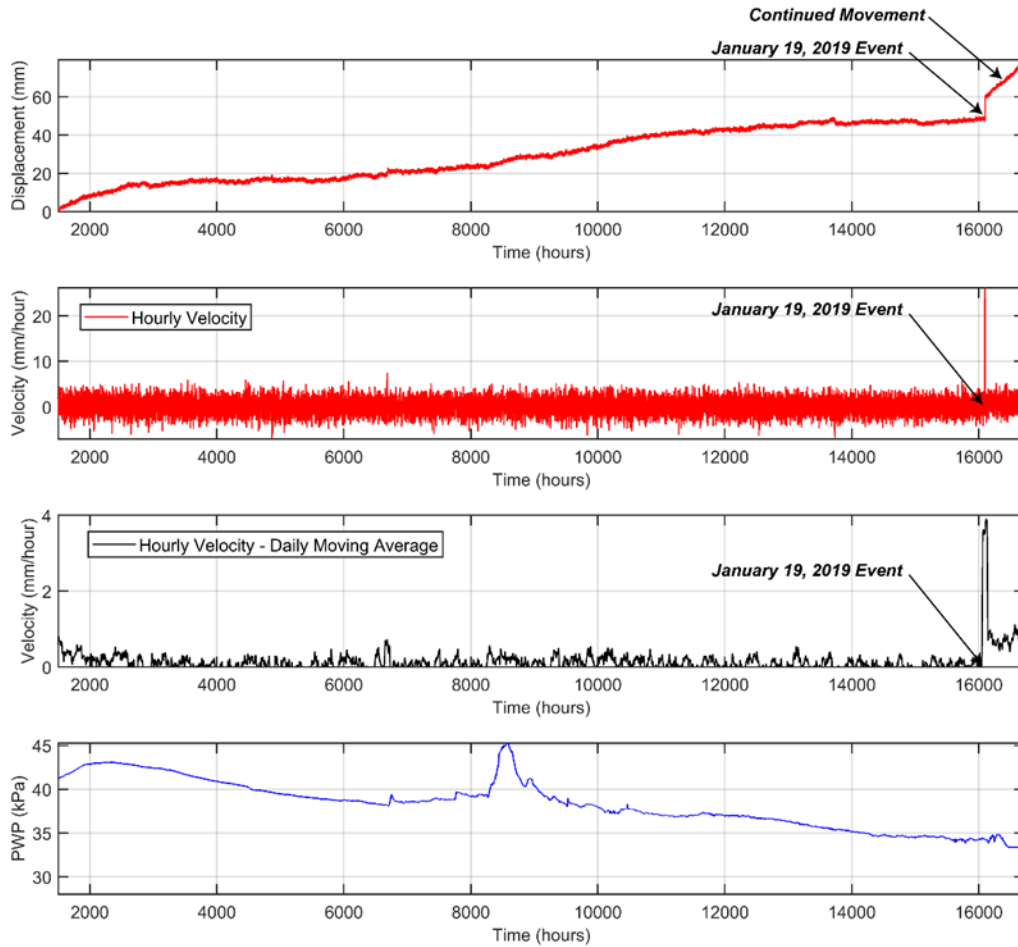 Continued Movement
January 19, 2019 Event
Displacement (mm)
60
40
20
0
2000 4000 6000 8000 10000 12000 14000 16000
Time (hours)
Hourly Velocity
January 19, 2019 Event
Velocity (mm/hour)
20
10
0
2000 4000 6000 8000 10000 12000 14000 16000
Time (hours)
Hourly Velocity - Daily Moving Average
January 19, 2019 Event
Velocity (mm/hour)
4
2
0
2000 4000 6000 8000 10000 12000 14000 16000
Time (hours)
PWP (kPa)
45
40
35
30
2000 4000 6000 8000 10000 12000 14000 16000
Time (hours)